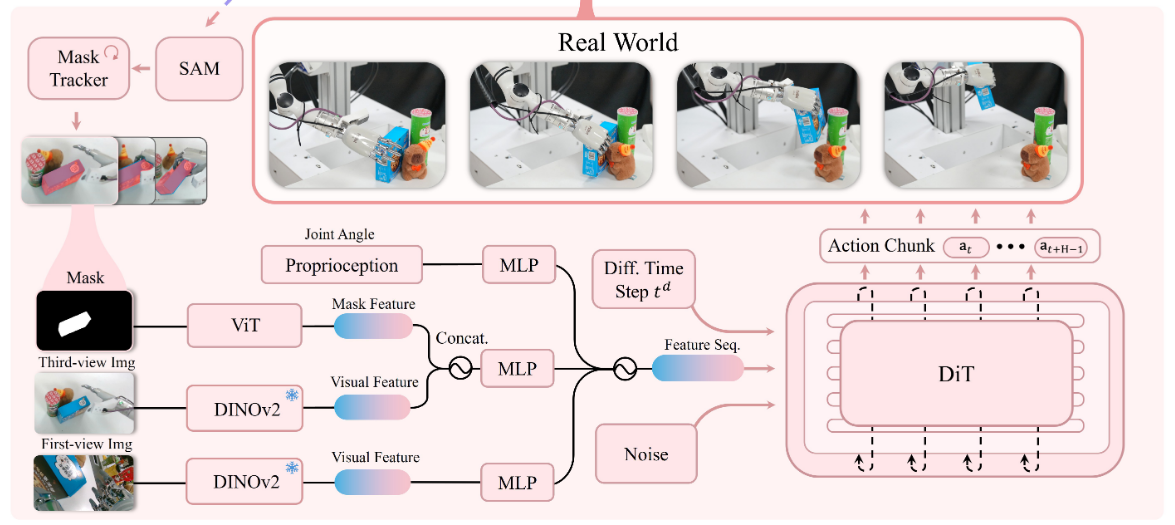 Real World
Mask
Tracker
SAM
Joint Angle
Proprioception
MLP
Diff. Time
Step t^d
Action Chunk
a_t
•••
a_{t+H−1}
Mask
ViT
Mask Feature
Concat.
MLP
Feature Seq.
DiT
Third-view Img
DINOv2
Visual Feature
First-view Img
DINOv2
Visual Feature
MLP
Noise